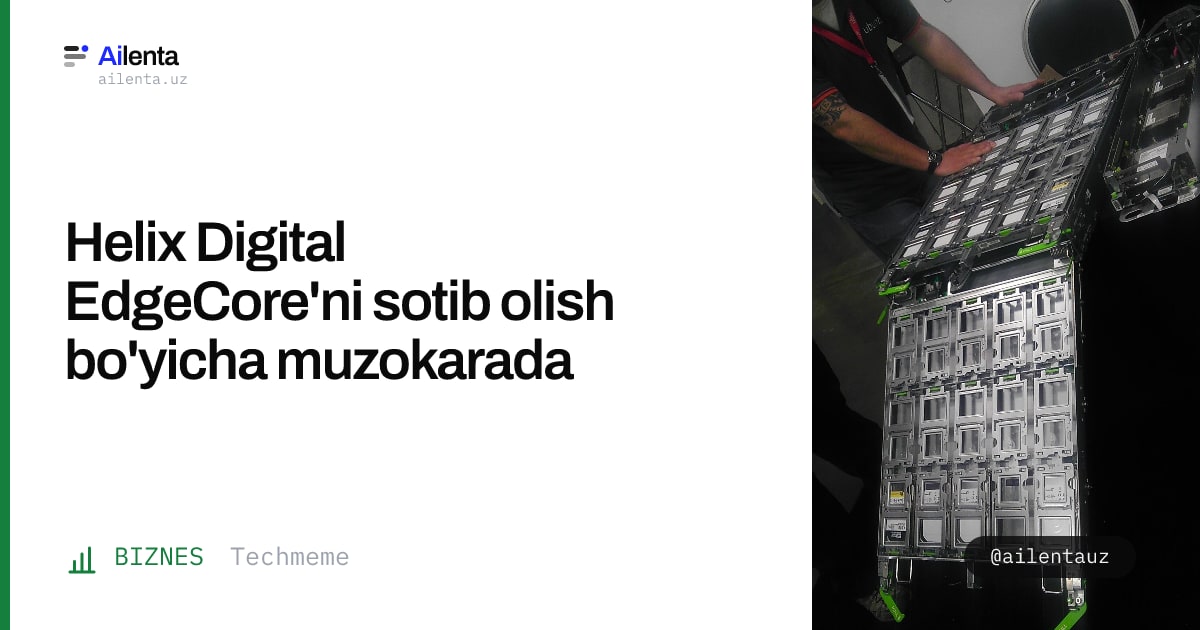 Ailenta
ailenta.uz
Helix Digital
EdgeCore'ni sotib olish
bo'yicha muzokarada
BIZNES Techmeme
@ailentauz